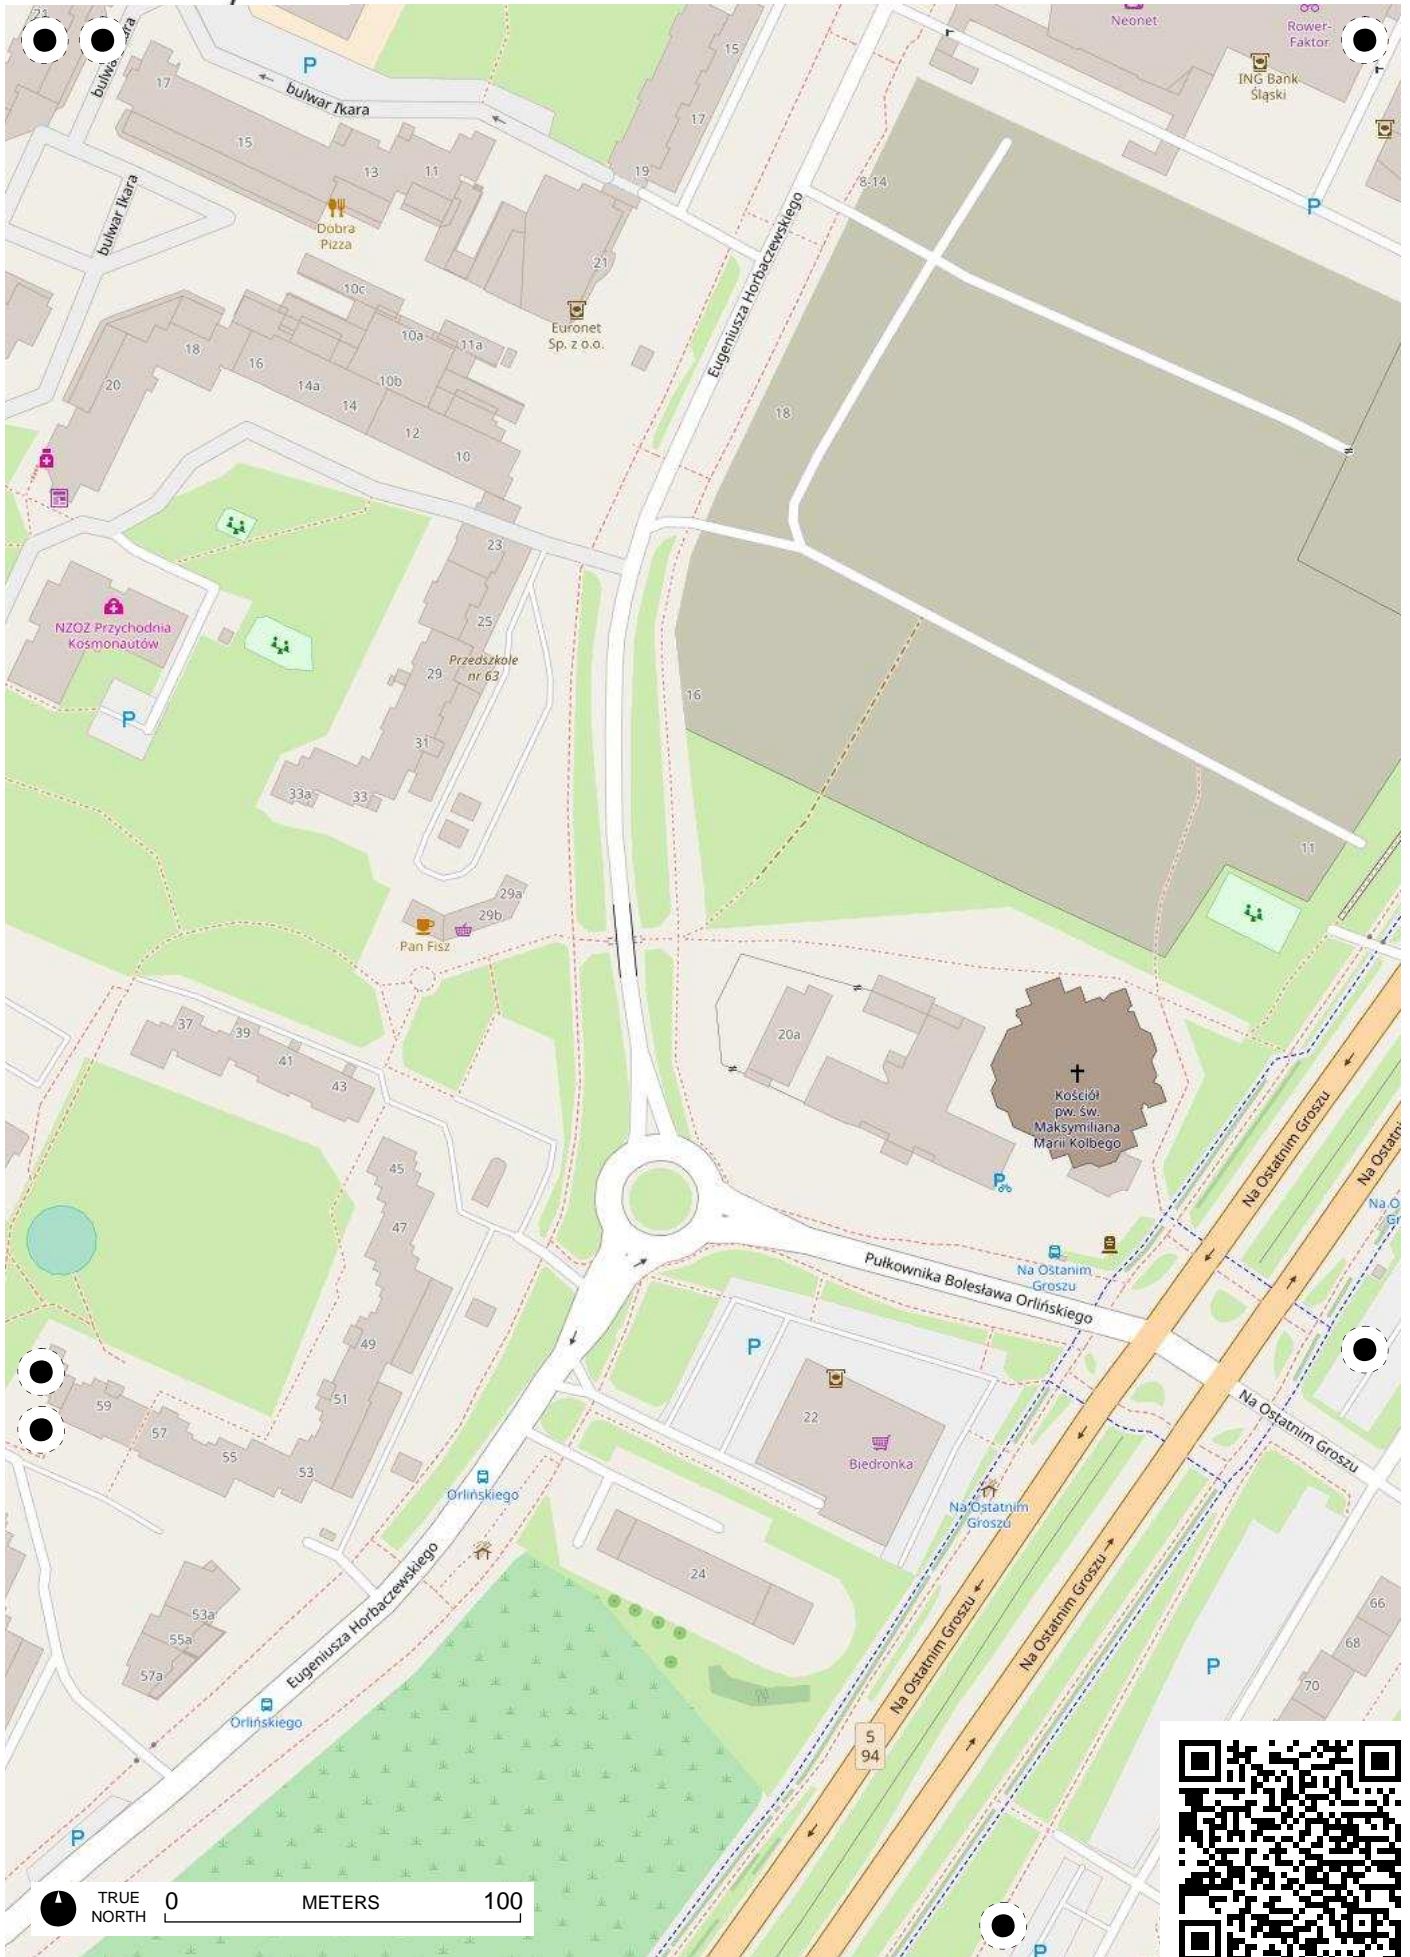 21
Neonet
Rower-
Faktor
15
bulwar Ikara
17
ING Bank
Śląski
17
15
13
11
19
8-14
bulwar Ikara
Dobra
Pizza
Eugeniusza Horbaczewskiego
21
10c
Euronet
Sp. z o.o.
10a
11a
18
16
20
14a
10b
14
18
12
10
23
NZOZ Przychodnia
Kosmonautów
25
Przedszkole
nr 63
29
16
31
33a
33
11
29a
29b
Pan Fisz
37
39
41
43
20a
Kościół
pw. św.
Maksymiliana
Marii Kolbego
Na Ostatnim Groszu
45
47
Na Ostanim
Groszu
Pułkownika Bolesława Orlińskiego
P
49
51
59
57
55
53
22
Biedronka
Na Ostatnim Groszu
Orlińskiego
Na Ostatnim
Groszu
24
Eugeniusza Horbaczewskiego
53a
55a
57a
Na Ostatnim Groszu
Na Ostatnim Groszu
66
68
70
P
Orlińskiego
5
94
P
TRUE
NORTH
0 METERS 100
P